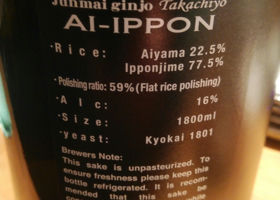 Junmai ginjo Takachiyo
AI-IPPON
・Rice: Aiyama 22.5%
Ipponjime 77.5%
・Polishing ratio: 59% (Flat rice polishing)
・Alc: 16%
・Size: 1800ml
・yeast: Kyokai 1801
Brewers Note:
This sake is unpasteurized. To
ensure freshness please keep this
bottle refrigerated. It is recom-
mended that this sake be
while